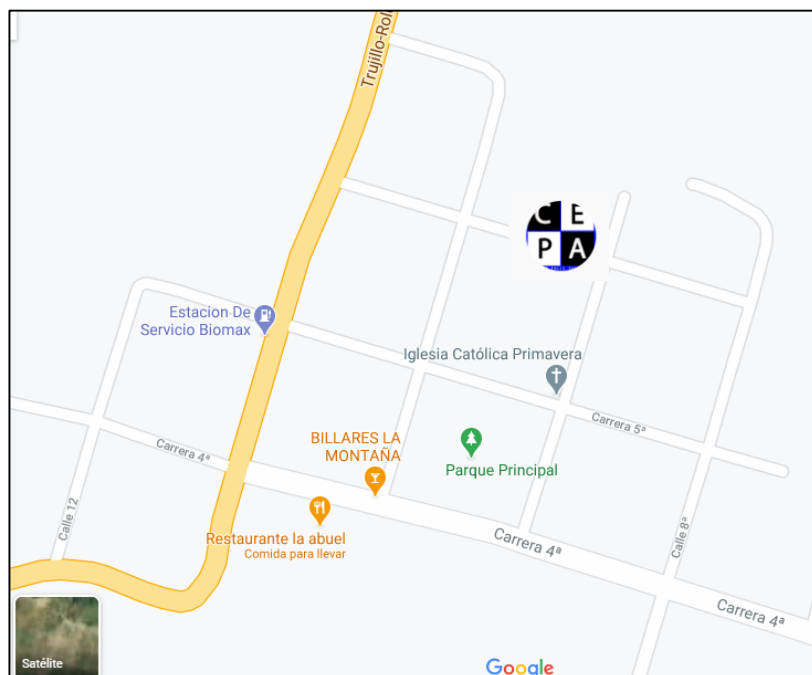 Trujillo-Rol
C E
P A
Estacion De
Servicio Biomax
Iglesia Católica Primavera
Carrera 5ª
BILLARES LA
MONTAÑA
Parque Principal
Carrera 4ª
Calle 12
Restaurante la abuel
Comida para llevar
Carrera 4ª
Calle 8ª
Carrera 4ª
Satélite
Google